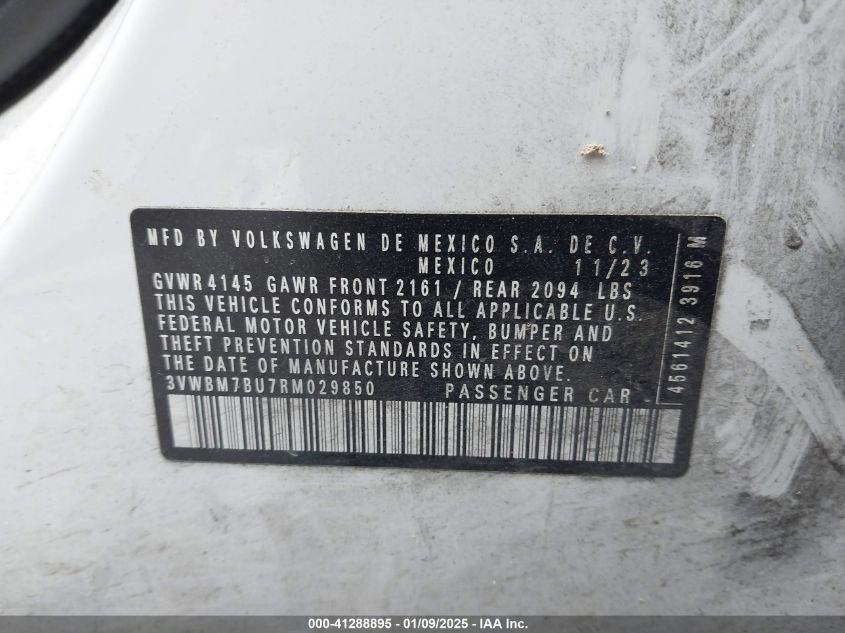 MFD BY VOLKSWAGEN DE MEXICO S.A. DE C.V.
MEXICO 11/23
GVWR 4145 GAWR FRONT 2161 / REAR 2094 LBS
THIS VEHICLE CONFORMS TO ALL APPLICABLE U.S.
FEDERAL MOTOR VEHICLE SAFETY, BUMPER AND
THEFT PREVENTION STANDARDS IN EFFECT ON
THE DATE OF MANUFACTURE SHOWN ABOVE.
3VWBM7BU7RM029850 PASSENGER CAR
4561412 3916 M
000-41288895 - 01/09/2025 - IAA Inc.